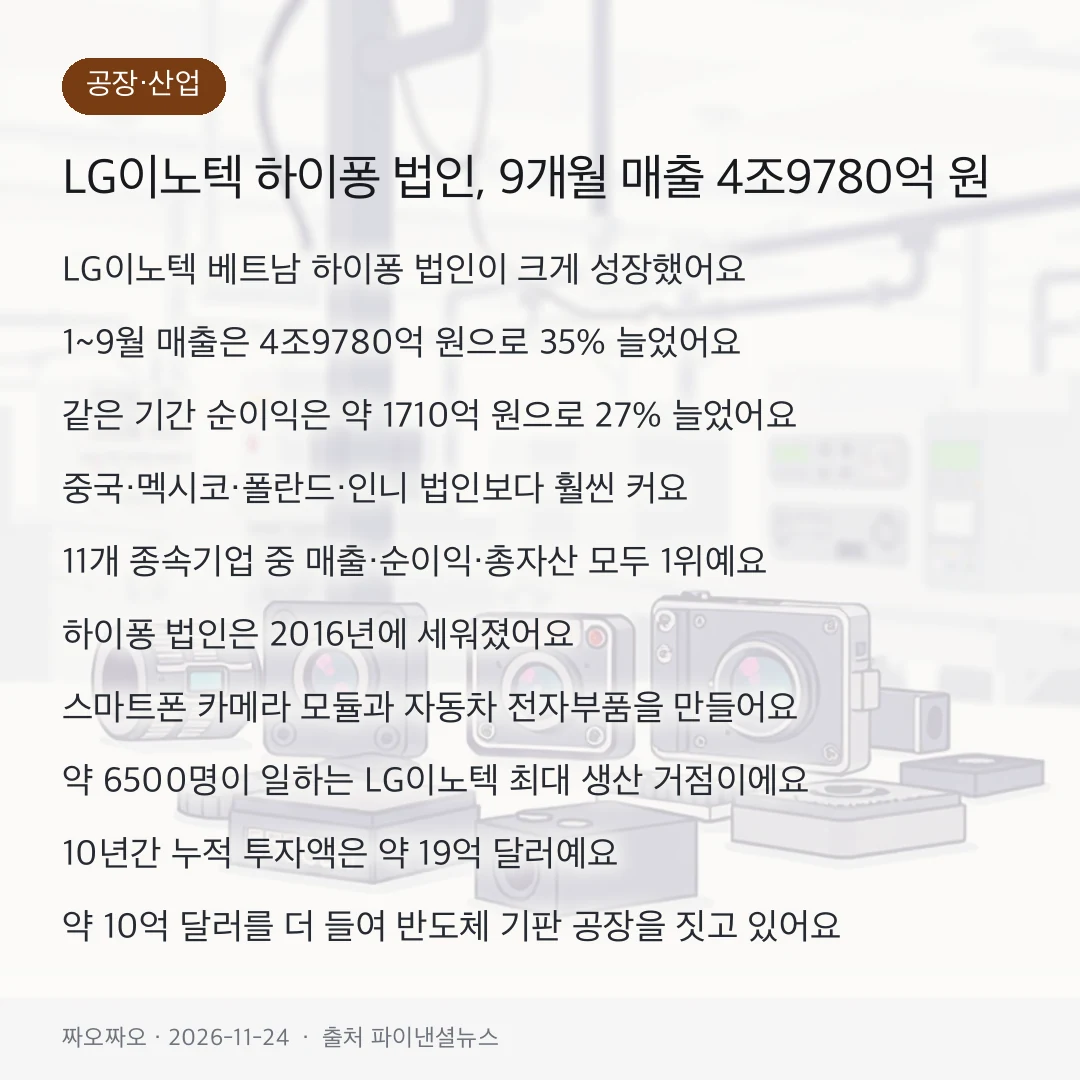 공장·산업
LG이노텍 하이퐁 법인, 9개월 매출 4조9780억 원
LG이노텍 베트남 하이퐁 법인이 크게 성장했어요
1~9월 매출은 4조9780억 원으로 35% 늘었어요
같은 기간 순이익은 약 1710억 원으로 27% 늘었어요
중국·멕시코·폴란드·인니 법인보다 훨씬 커요
11개 종속기업 중 매출·순이익·총자산 모두 1위예요
하이퐁 법인은 2016년에 세워졌어요
스마트폰 카메라 모듈과 자동차 전자부품을 만들어요
약 6500명이 일하는 LG이노텍 최대 생산 거점이에요
10년간 누적 투자액은 약 19억 달러예요
약 10억 달러를 더 들여 반도체 기판 공장을 짓고 있어요
짜오짜오 · 2026-11-24 · 출처 파이낸셜뉴스